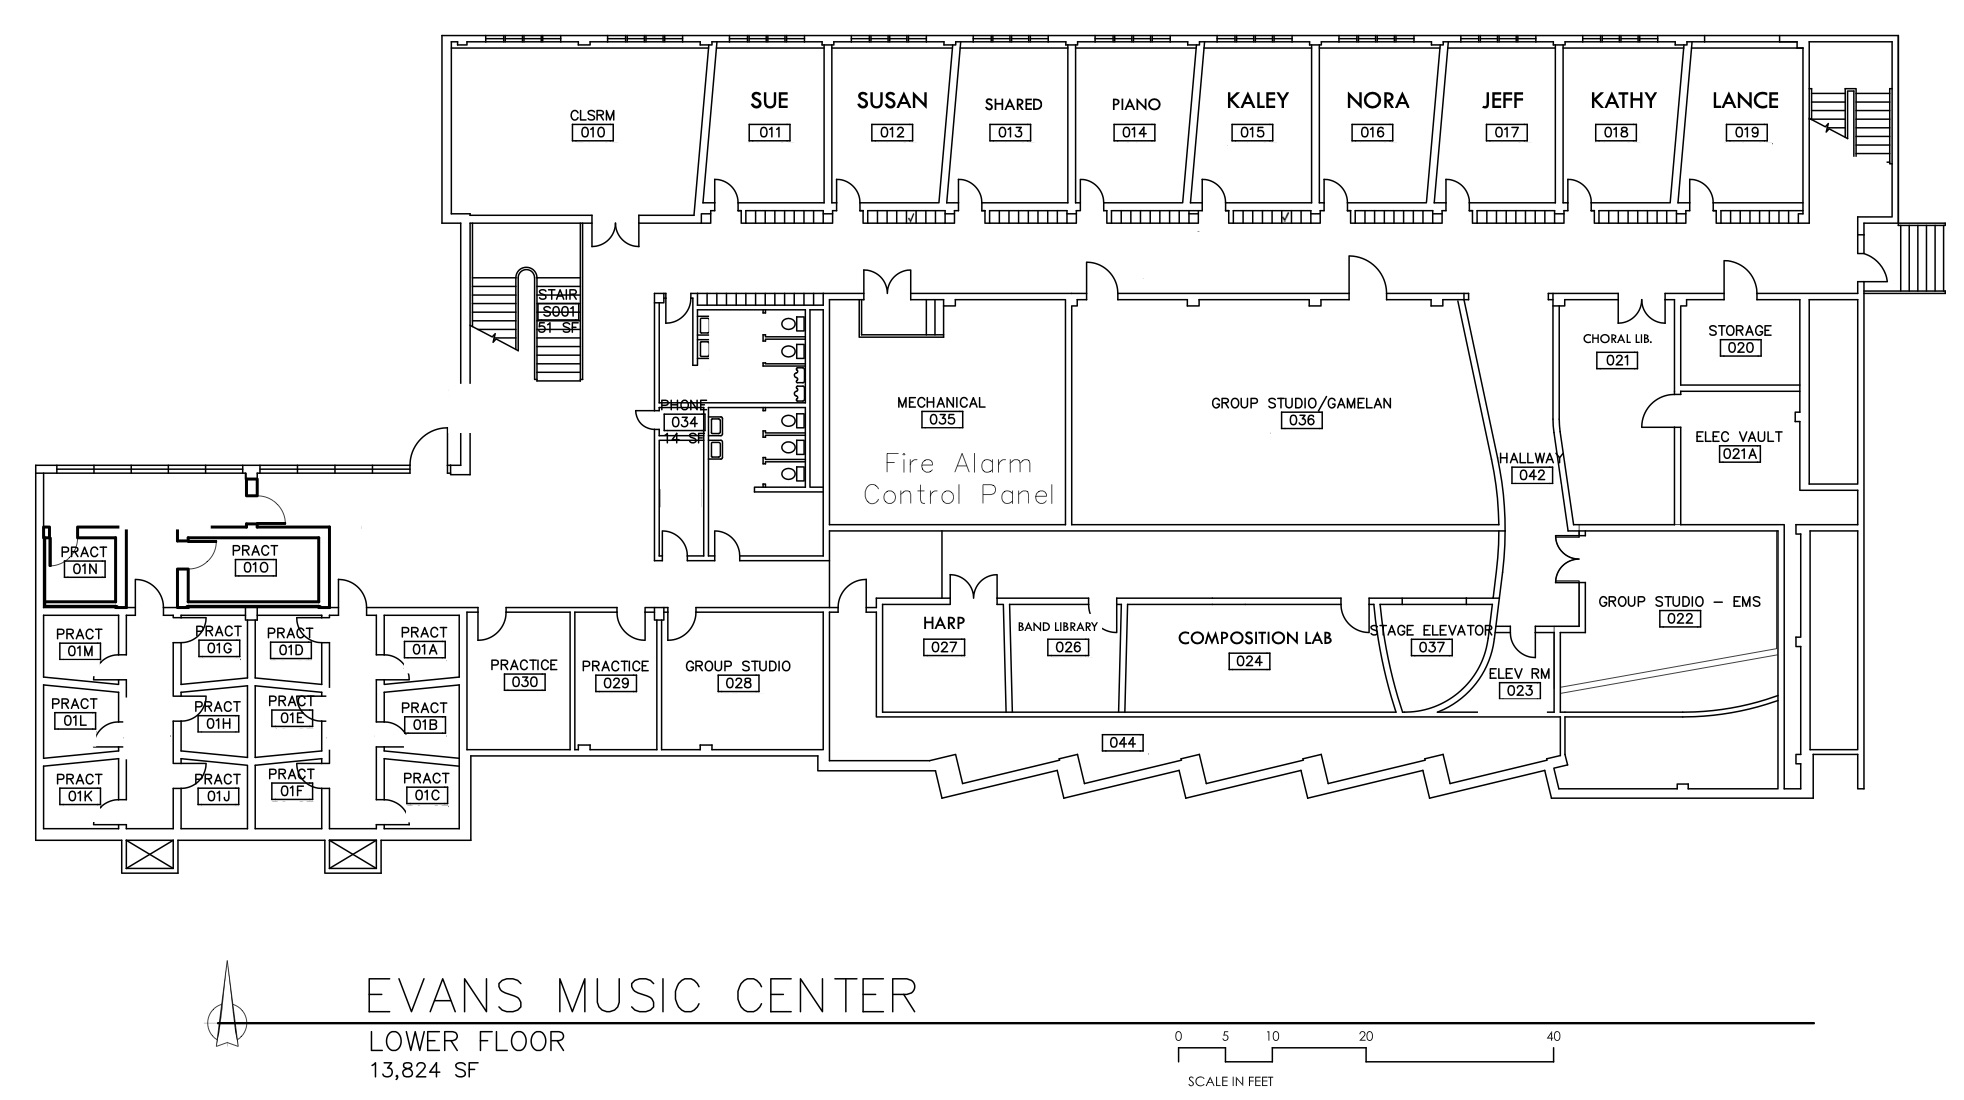 CLSRM
010
SUE
011
SUSAN
012
SHARED
013
PIANO
014
KALEY
015
NORA
016
JEFF
017
KATHY
018
LANCE
019
STAIR
S001
51 SF
PHONE
034
14 SF
MECHANICAL
035
Fire Alarm
Control Panel
GROUP STUDIO/GAMELAN
036
HALLWAY
042
CHORAL LIB.
021
STORAGE
020
ELEC VAULT
021A
PRACT
01N
PRACT
01O
PRACT
01M
PRACT
01G
PRACT
01D
PRACT
01A
PRACT
01L
PRACT
01H
PRACT
01E
PRACT
01B
PRACT
01K
PRACT
01J
PRACT
01F
PRACT
01C
PRACTICE
030
PRACTICE
029
GROUP STUDIO
028
HARP
027
BAND LIBRARY
026
COMPOSITION LAB
024
STAGE ELEVATOR
037
ELEV RM
023
GROUP STUDIO - EMS
022
044
EVANS MUSIC CENTER
LOWER FLOOR
13,824 SF
0 5 10 20 40
SCALE IN FEET